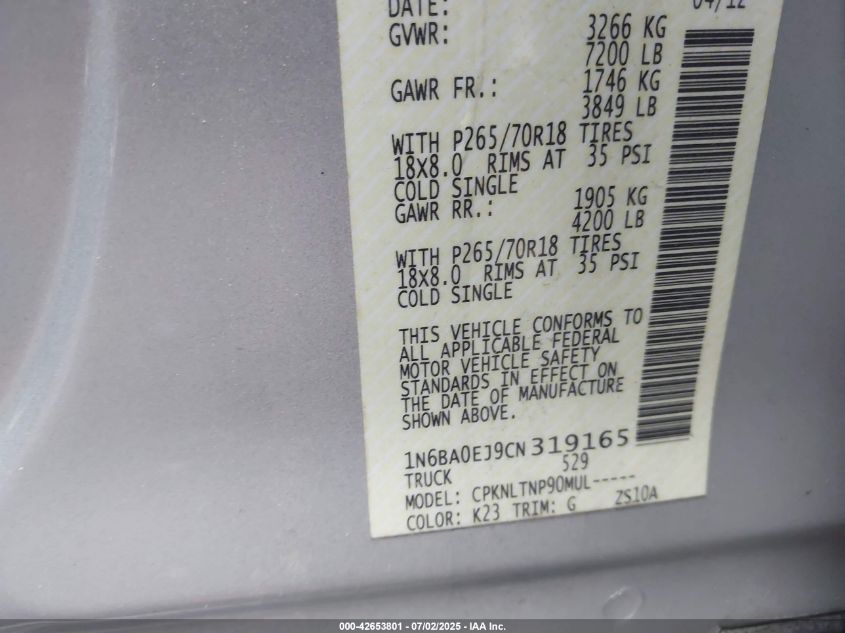 DATE: 04/12
GVWR: 3266 KG
7200 LB
GAWR FR.: 1746 KG
3849 LB
WITH P265/70R18 TIRES
18X8.0 RIMS AT 35 PSI
COLD SINGLE
GAWR RR.: 1905 KG
4200 LB
WITH P265/70R18 TIRES
18X8.0 RIMS AT 35 PSI
COLD SINGLE
THIS VEHICLE CONFORMS TO
ALL APPLICABLE FEDERAL
MOTOR VEHICLE SAFETY
STANDARDS IN EFFECT ON
THE DATE OF MANUFACTURE
SHOWN ABOVE.
1N6BA0EJ9CN319165
TRUCK 529
MODEL: CPKNLTNP90MUL-----
COLOR: K23 TRIM: G ZS10A
000-42653801 - 07/02/2025 - IAA Inc.